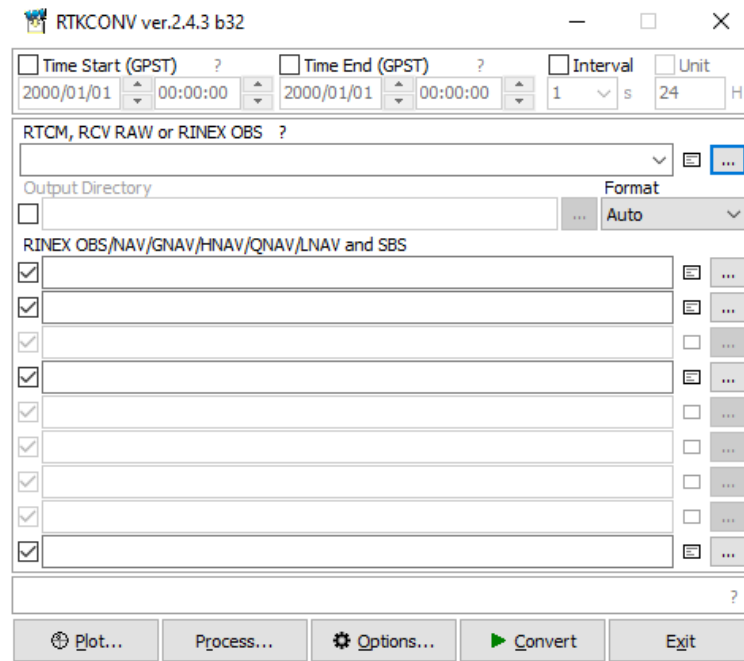 RTKCONV ver.2.4.3 b32
Time Start (GPST) ? Time End (GPST) ? Interval Unit
2000/01/01 00:00:00 2000/01/01 00:00:00 1 s 24 H
RTCM, RCV RAW or RINEX OBS ?
...
Output Directory Format
... Auto
RINEX OBS/NAV/GNAV/HNAV/QNAV/LNAV and SBS
...
...
...
...
...
...
...
...
...
?
Plot... Process... Options... Convert Exit